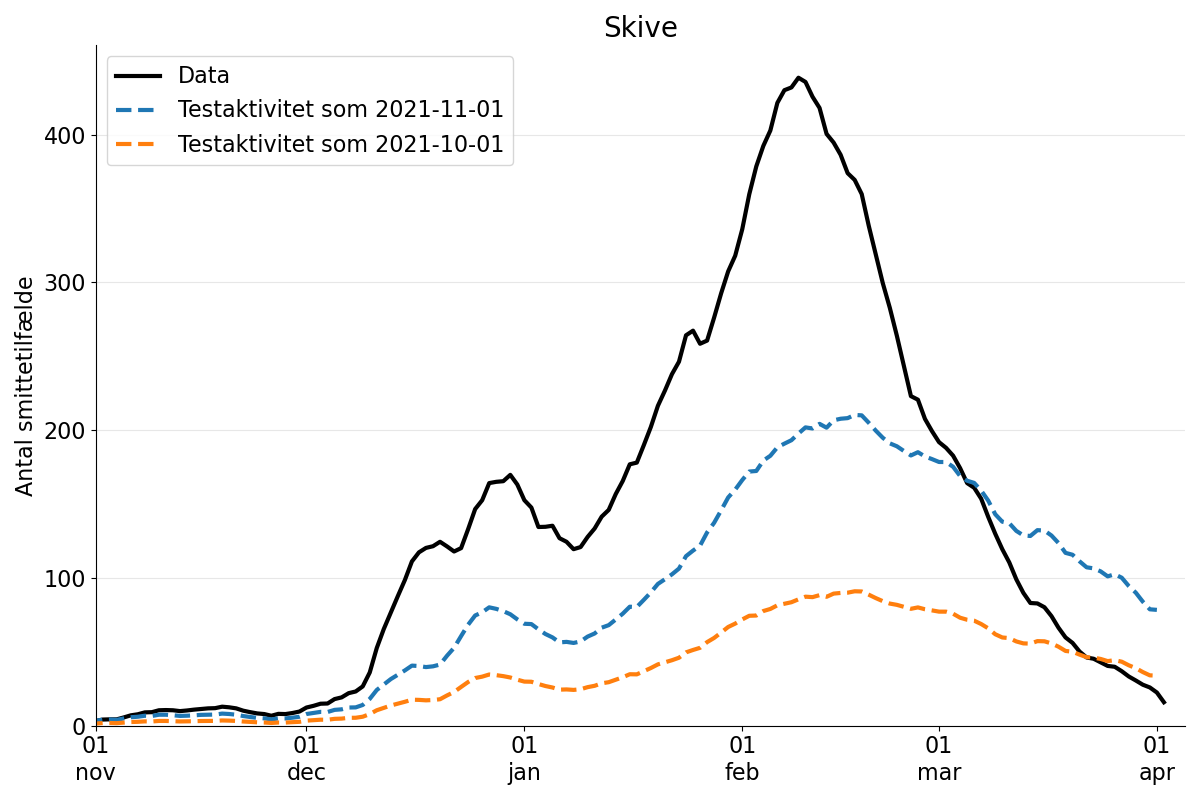 Skive
Data
Testaktivitet som 2021-11-01
Testaktivitet som 2021-10-01
Antal smittetilfælde
400
300
200
100
0
01 01 01 01 01 01
nov dec jan feb mar apr